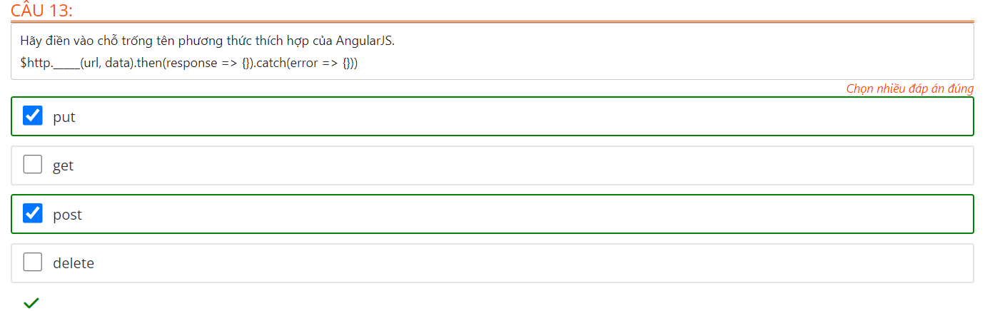 CÂU 13:
Hãy điền vào chỗ trống tên phương thức thích hợp của AngularJS.
$http._____(url, data).then(response => {}).catch(error => {}))
Chọn nhiều đáp án đúng
put
get
post
delete